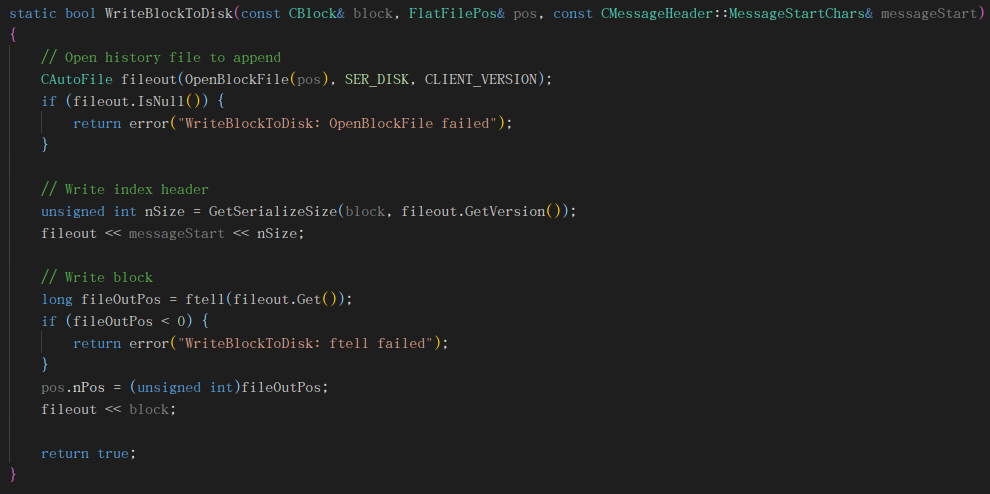 static bool WriteBlockToDisk(const CBlock& block, FlatFilePos& pos, const CMessageHeader::MessageStartChars& messageStart)
{
    // Open history file to append
    CAutoFile fileout(OpenBlockFile(pos), SER_DISK, CLIENT_VERSION);
    if (fileout.IsNull()) {
        return error("WriteBlockToDisk: OpenBlockFile failed");
    }

    // Write index header
    unsigned int nSize = GetSerializeSize(block, fileout.GetVersion());
    fileout << messageStart << nSize;

    // Write block
    long fileOutPos = ftell(fileout.Get());
    if (fileOutPos < 0) {
        return error("WriteBlockToDisk: ftell failed");
    }
    pos.nPos = (unsigned int)fileOutPos;
    fileout << block;

    return true;
}